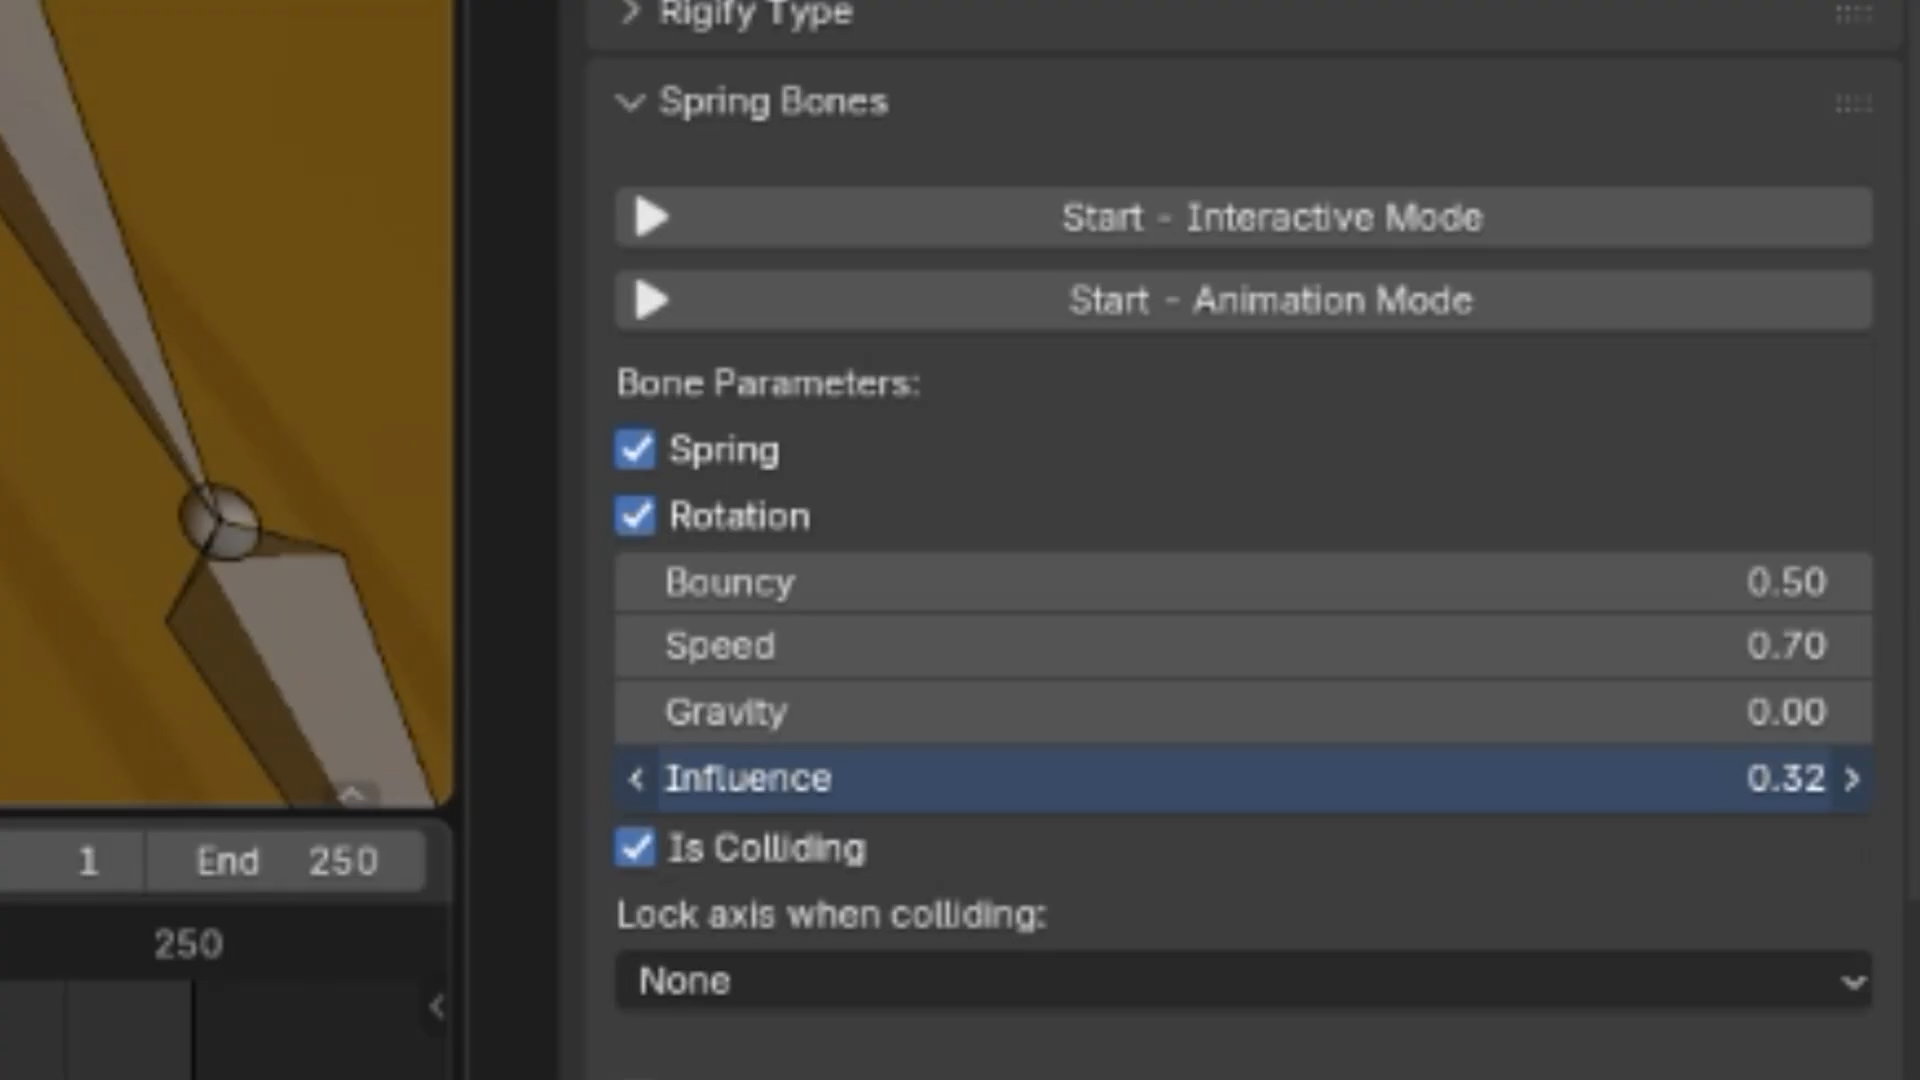 Rigify Type
Spring Bones
Start - Interactive Mode
Start - Animation Mode
Bone Parameters:
Spring
Rotation
Bouncy 0.50
Speed 0.70
Gravity 0.00
Influence 0.32
Is Colliding
Lock axis when colliding:
None
1 End 250
250